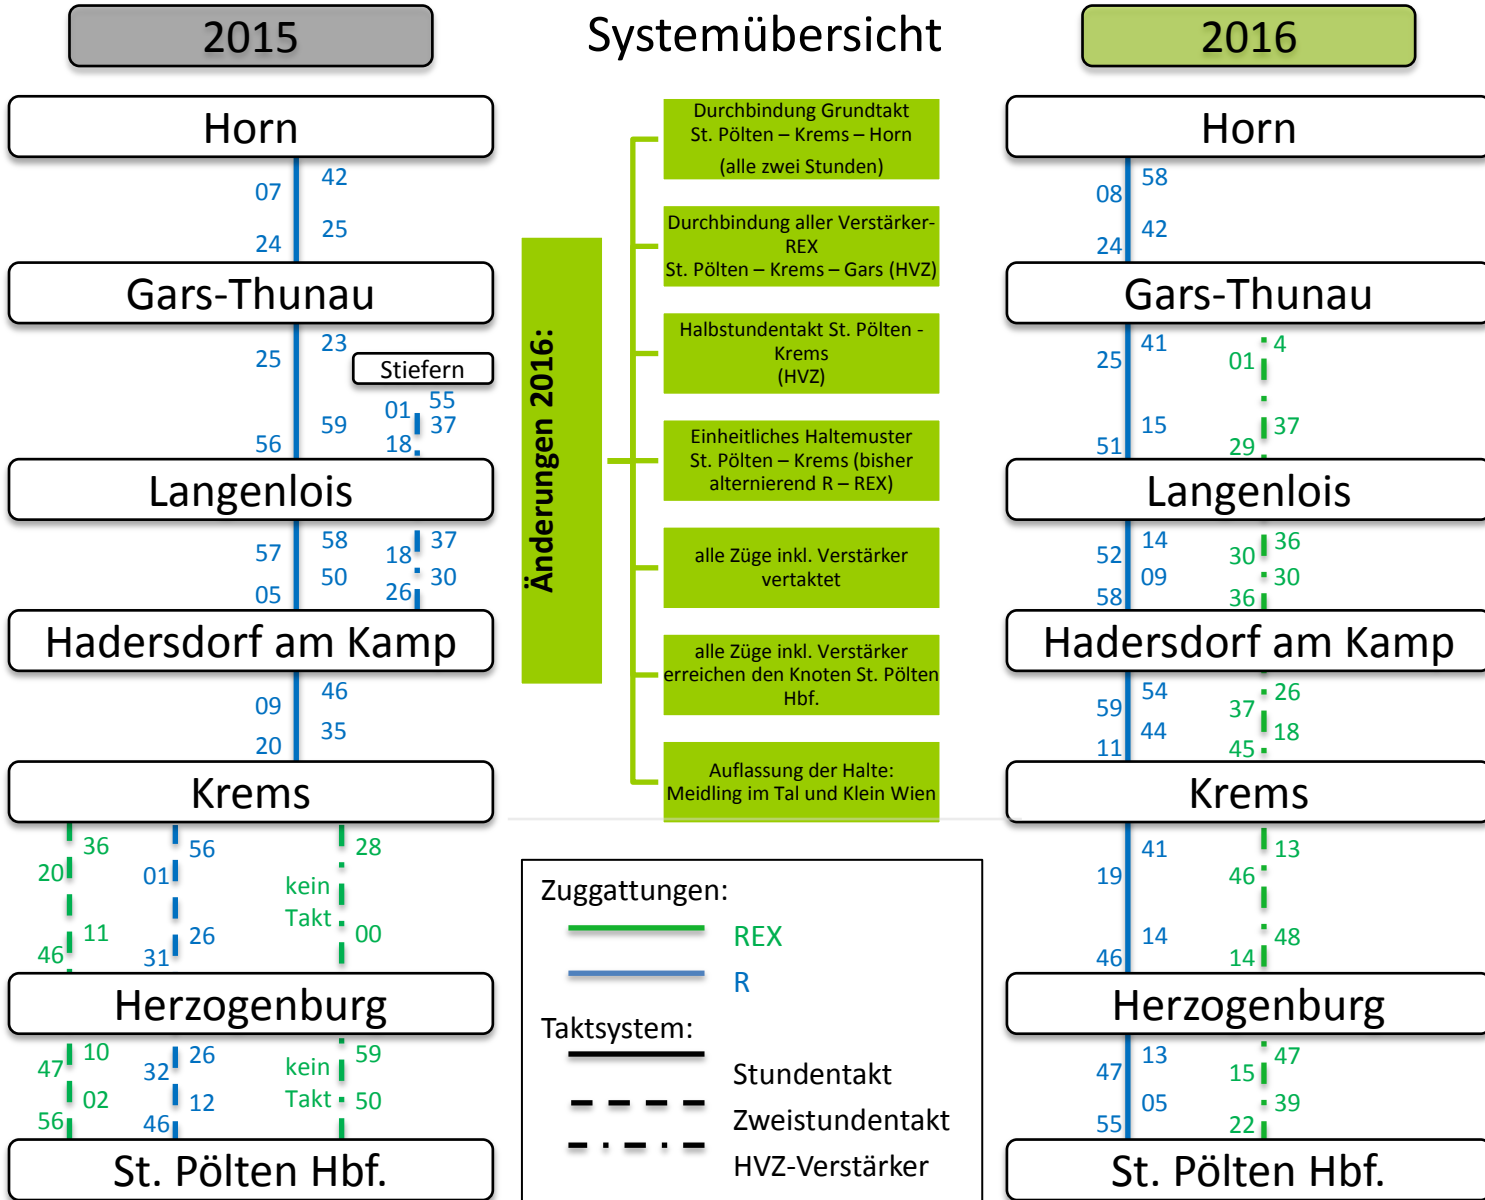 2015
Systemübersicht
2016
Horn
07
42
24
25
Gars-Thunau
25
23
Stiefern
01
55
37
56
59
18
Langenlois
57
58
18
37
05
50
26
30
Hadersdorf am Kamp
09
46
20
35
Krems
20
36
01
56
28
kein
Takt
46
11
31
26
00
Herzogenburg
47
10
32
26
kein
Takt
59
56
02
46
12
50
St. Pölten Hbf.
Änderungen 2016:
Durchbindung Grundtakt
St. Pölten – Krems – Horn
(alle zwei Stunden)
Durchbindung aller Verstärker-
REX
St. Pölten – Krems – Gars (HVZ)
Halbstundentakt St. Pölten -
Krems
(HVZ)
Einheitliches Haltemuster
St. Pölten – Krems (bisher
alternierend R – REX)
alle Züge inkl. Verstärker
vertaktet
alle Züge inkl. Verstärker
erreichen den Knoten St. Pölten
Hbf.
Auflassung der Halte:
Meidling im Tal und Klein Wien
Zuggattungen:
REX
R
Taktsystem:
Stundentakt
Zweistundentakt
HVZ-Verstärker
Horn
08
58
24
42
Gars-Thunau
25
41
01
4
51
15
29
37
Langenlois
52
14
30
36
58
09
36
30
Hadersdorf am Kamp
59
54
37
26
11
44
45
18
Krems
19
41
46
13
46
14
14
48
Herzogenburg
47
13
15
47
55
05
22
39
St. Pölten Hbf.